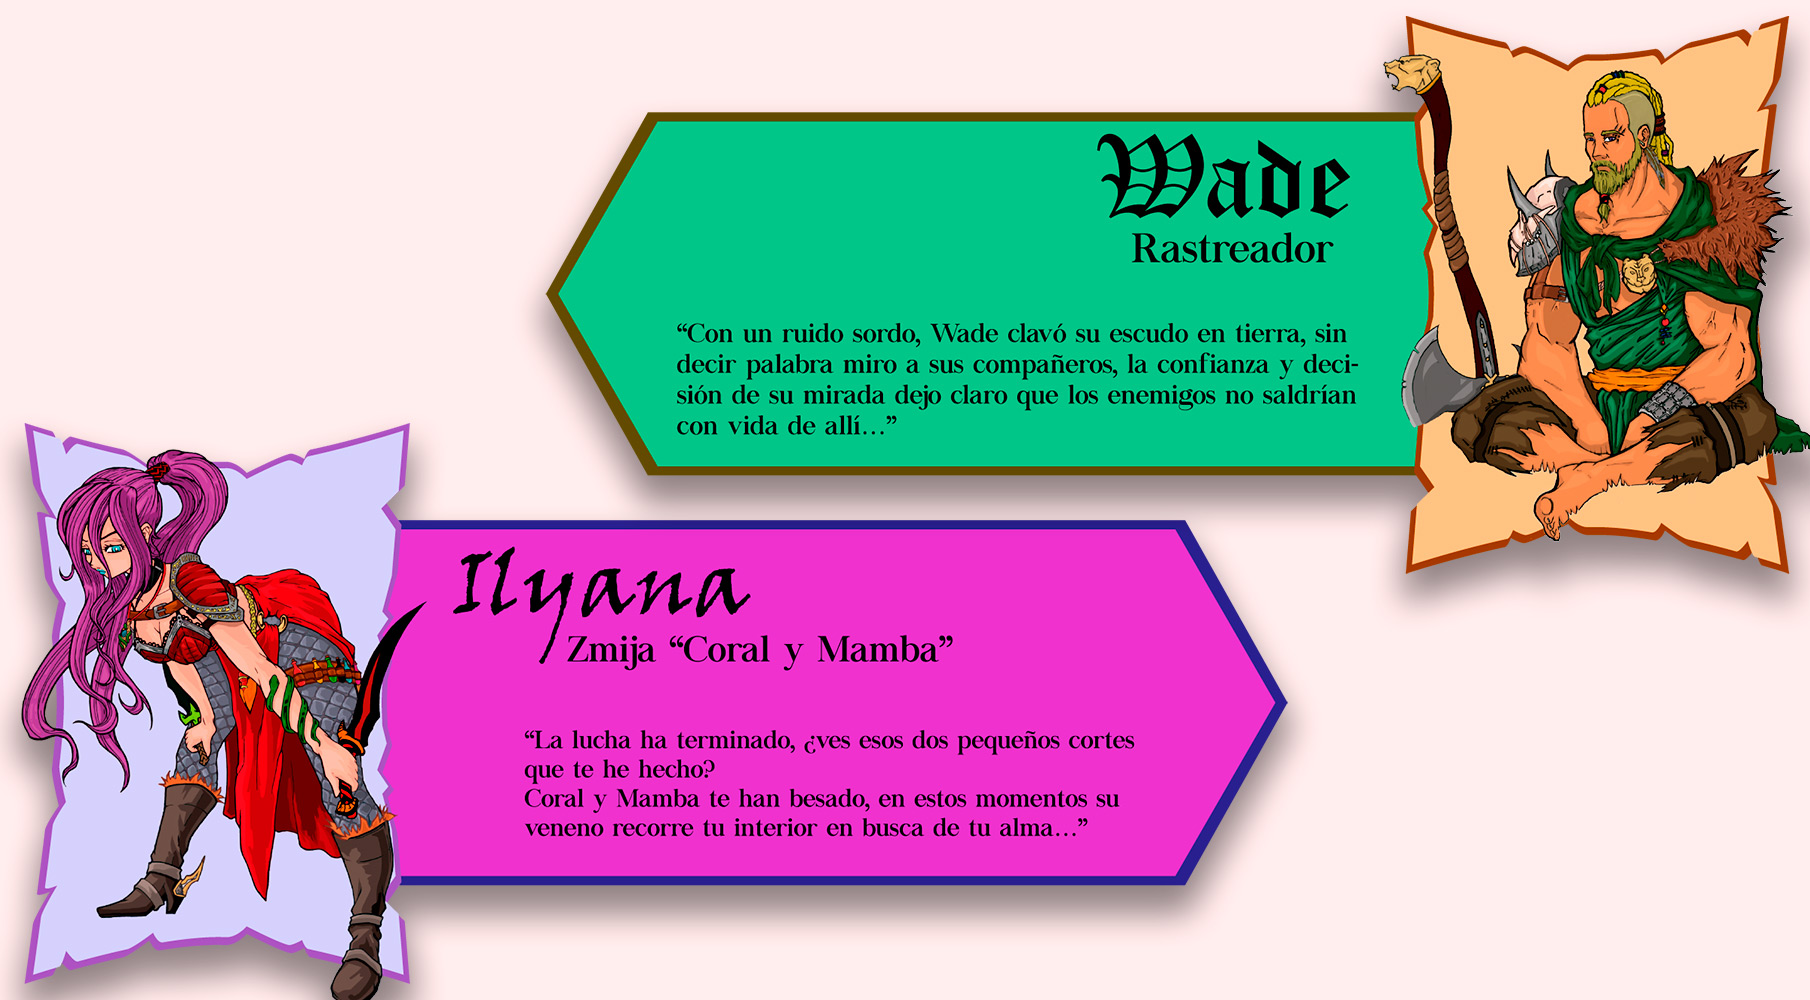 Wade
Rastreador
“Con un ruido sordo, Wade clavó su escudo en tierra, sin
decir palabra miro a sus compañeros, la confianza y deci-
sión de su mirada dejo claro que los enemigos no saldrían
con vida de allí...”
Ilyana
Zmija “Coral y Mamba”
“La lucha ha terminado, ¿ves esos dos pequeños cortes
que te he hecho?
Coral y Mamba te han besado, en estos momentos su
veneno recorre tu interior en busca de tu alma...”